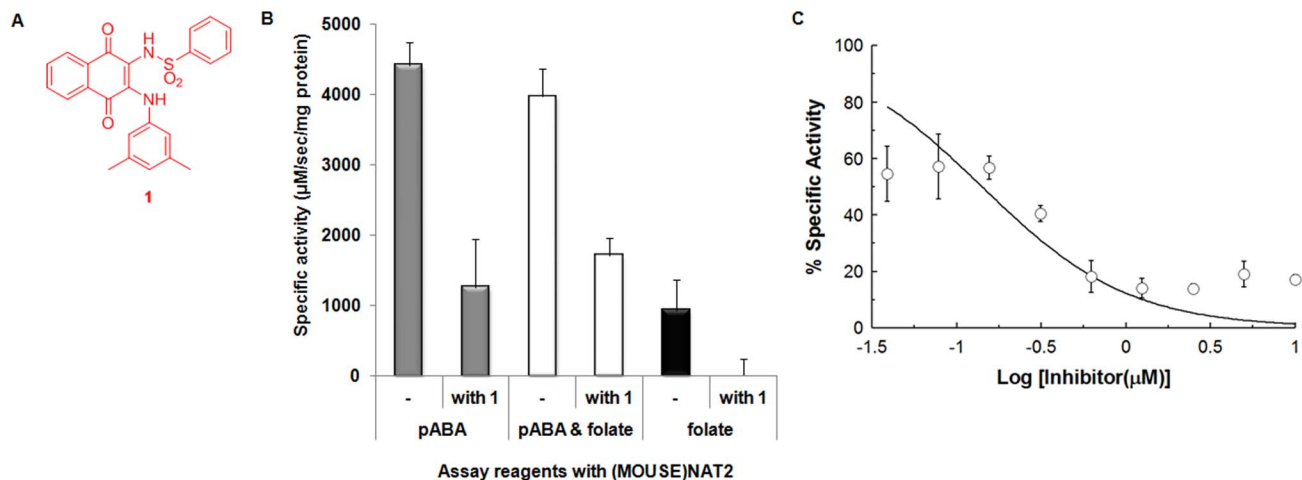 A
O
H
N
S
O2
NH
O
1
B
Specific activity (µM/sec/mg protein)
5000
4000
3000
2000
1000
0
- with 1 - with 1 - with 1
pABA pABA & folate folate
Assay reagents with (MOUSE)NAT2
C
% Specific Activity
100
80
60
40
20
0
-1.5 -1 -0.5 0 0.5 1
Log [Inhibitor(µM)]